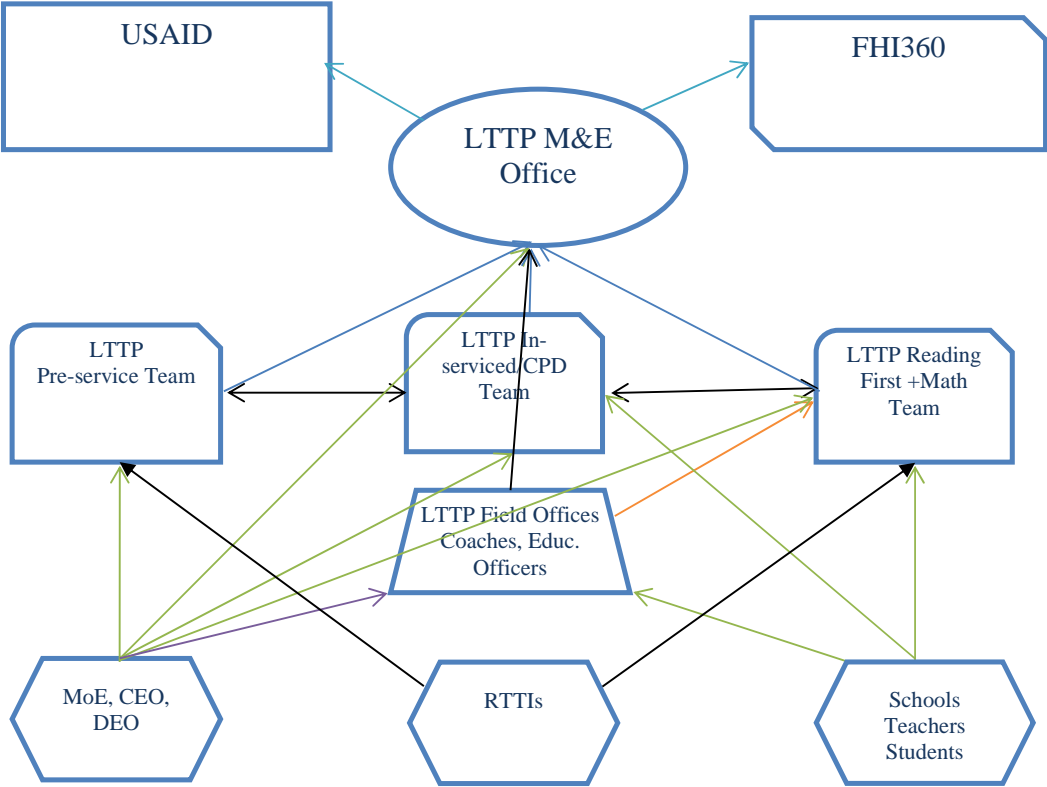 USAID
FHI360
LTTP M&E
Office
LTTP
Pre-service Team
LTTP In-
serviced/CPD
Team
LTTP Reading
First +Math
Team
LTTP Field Offices
Coaches, Educ.
Officers
MoE, CEO,
DEO
RTTIs
Schools
Teachers
Students